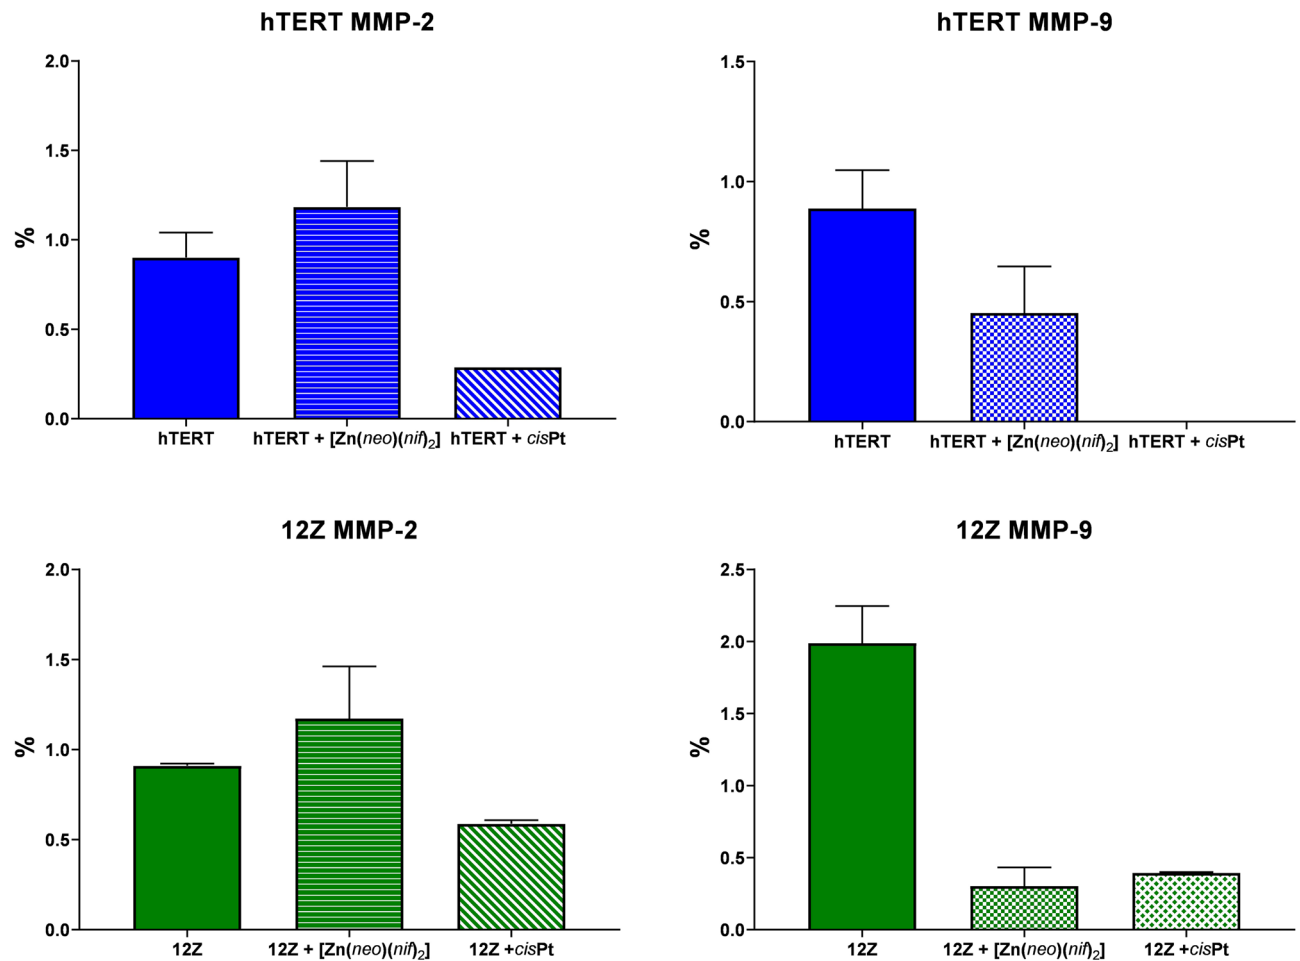 hTERT MMP-2
2.0
1.5
1.0
0.5
0.0
%
hTERT
hTERT + [Zn(neo)(nif)₂]
hTERT + cisPt
hTERT MMP-9
1.5
1.0
0.5
0.0
%
hTERT
hTERT + [Zn(neo)(nif)₂]
hTERT + cisPt
12Z MMP-2
2.0
1.5
1.0
0.5
0.0
%
12Z
12Z + [Zn(neo)(nif)₂]
12Z +cisPt
12Z MMP-9
2.5
2.0
1.5
1.0
0.5
0.0
%
12Z
12Z + [Zn(neo)(nif)₂]
12Z +cisPt